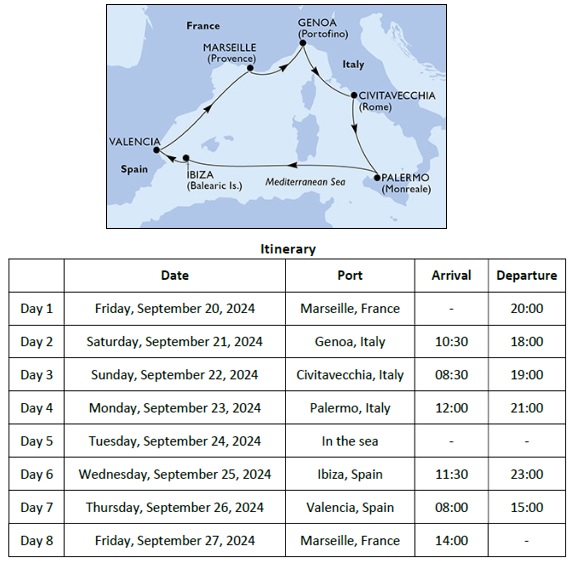 France
GENOA
(Portofino)
MARSEILLE
(Provence)
Italy
CIVITAVECCHIA
(Rome)
VALENCIA
Spain
IBIZA
(Balearic Is.)
Mediterranean Sea
PALERMO
(Monreale)
Itinerary
Date Port Arrival Departure
Day 1 Friday, September 20, 2024 Marseille, France - 20:00
Day 2 Saturday, September 21, 2024 Genoa, Italy 10:30 18:00
Day 3 Sunday, September 22, 2024 Civitavecchia, Italy 08:30 19:00
Day 4 Monday, September 23, 2024 Palermo, Italy 12:00 21:00
Day 5 Tuesday, September 24, 2024 In the sea - -
Day 6 Wednesday, September 25, 2024 Ibiza, Spain 11:30 23:00
Day 7 Thursday, September 26, 2024 Valencia, Spain 08:00 15:00
Day 8 Friday, September 27, 2024 Marseille, France 14:00 -